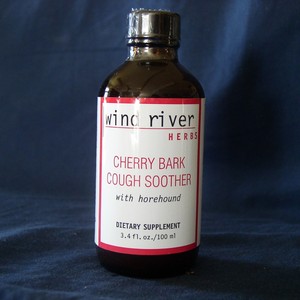 wind river
HERBS
CHERRY BARK
COUGH SOOTHER
with horehound
DIETARY SUPPLEMENT
3.4 fl. oz./100 ml